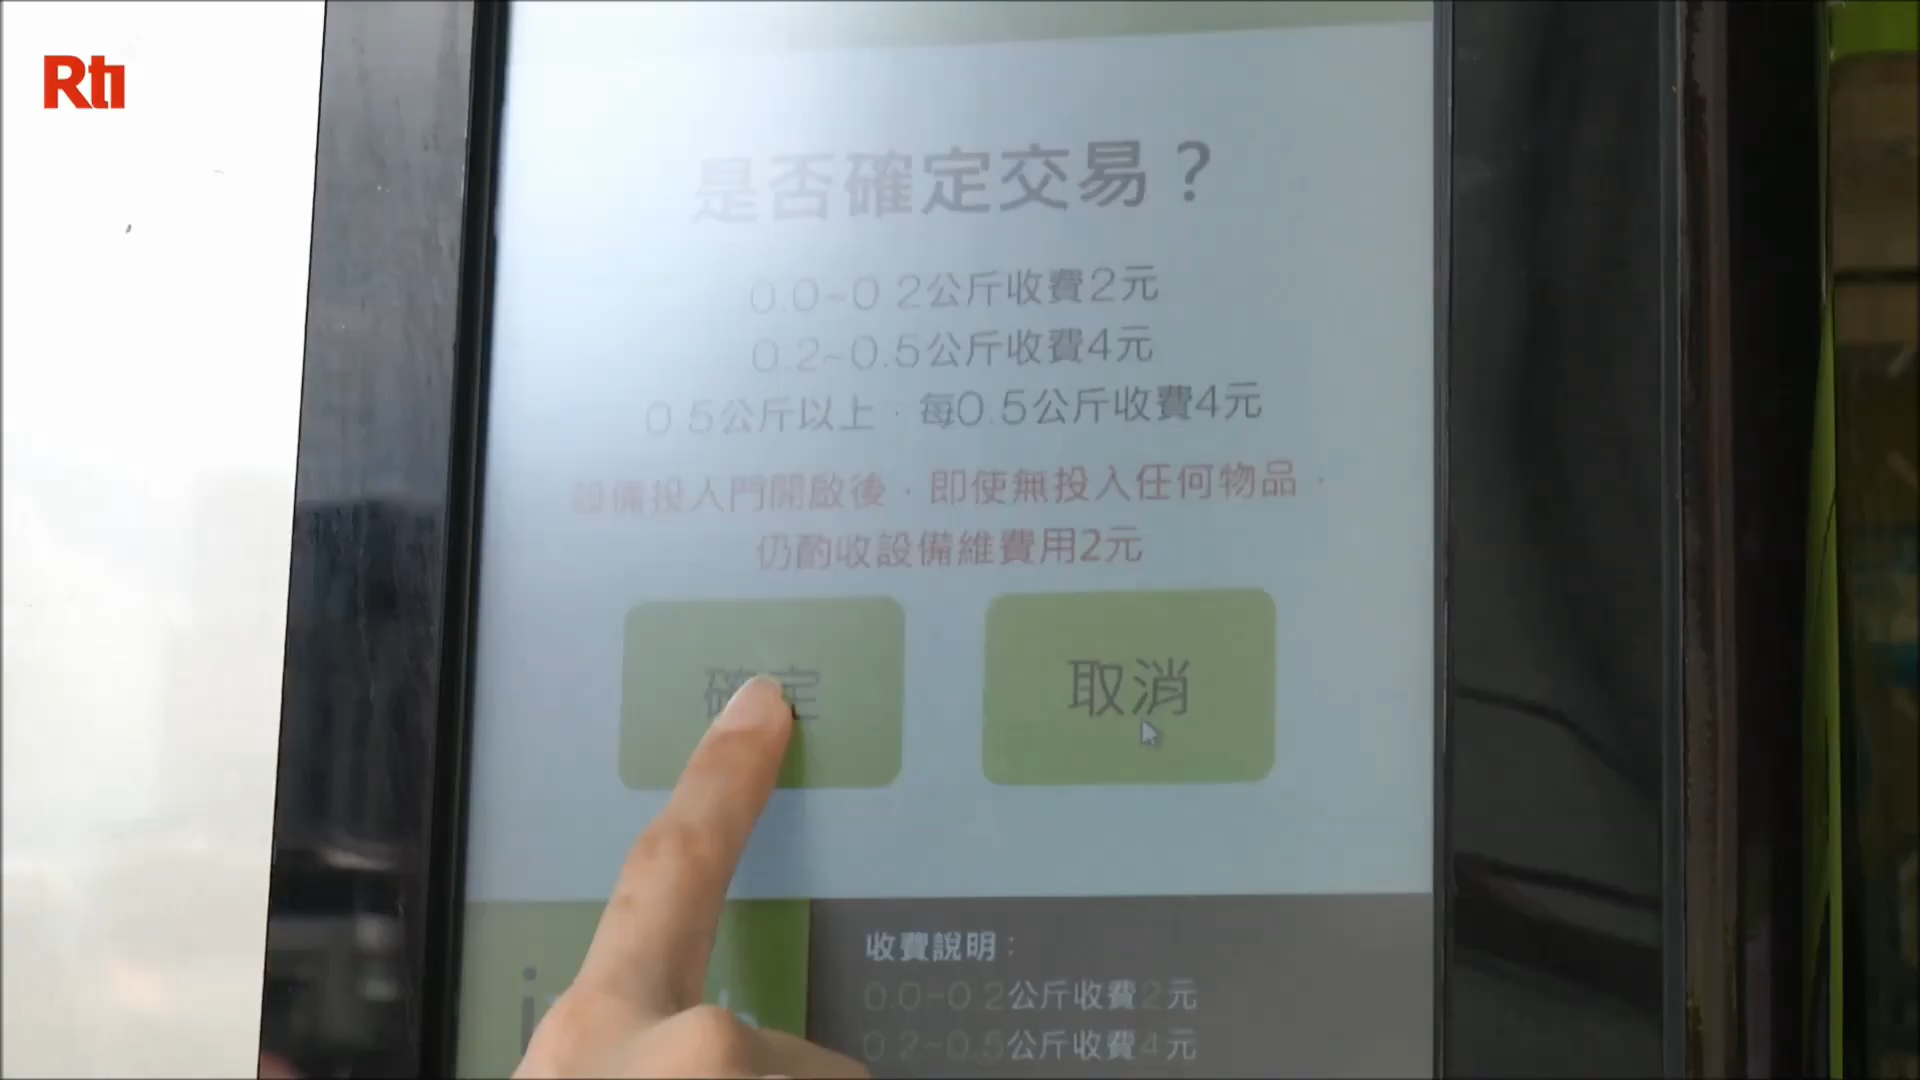 Rti
是否確定交易？
0.0~0.2公斤收費2元
0.2~0.5公斤收費4元
0.5公斤以上，每0.5公斤收費4元
設備投入門開啟後，即使無投入任何物品，
仍酌收設備維費用2元
確定
取消
收費說明：
0.0-0.2公斤收費2元
0.2-0.5公斤收費4元